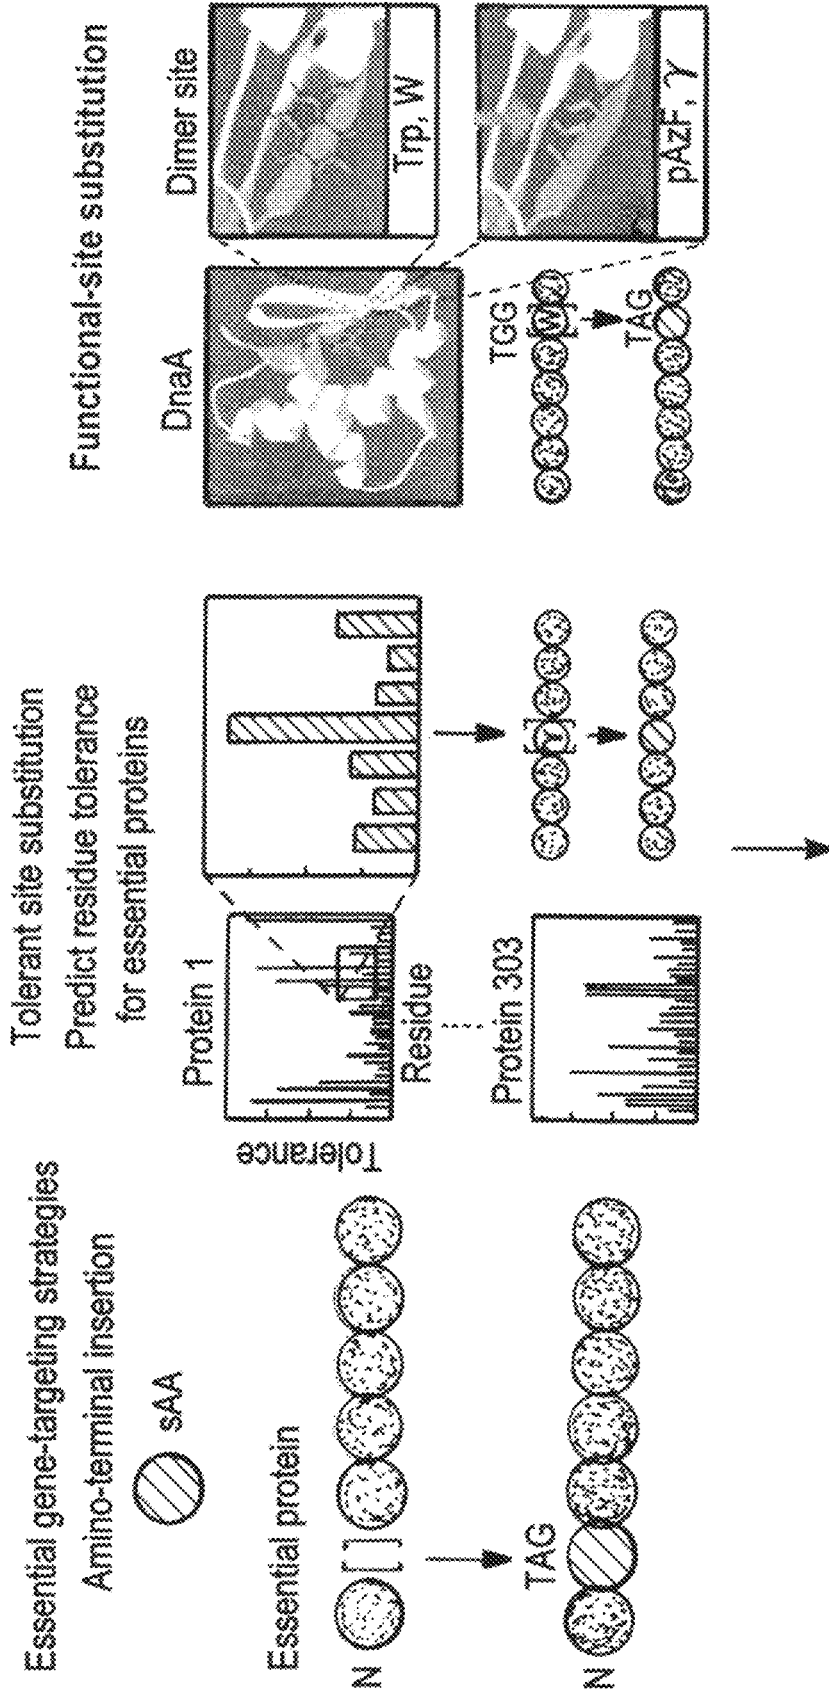 Essential gene-targeting strategies
Amino-terminal insertion
sAA
Essential protein
N
[ ]
TAG
N
Tolerant site substitution
Predict residue tolerance
for essential proteins
Protein 1
Tolerance
Residue
Protein 303
[Y]
Functional-site substitution
DnaA
Dimer site
Trp, W
pAzF, γ
TGG
[W]
TAG